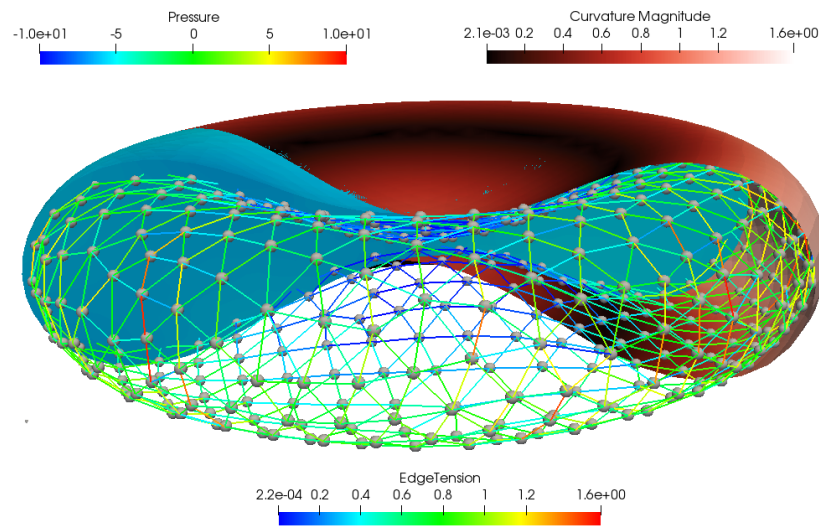 Pressure
-1.0e+01 -5 0 5 1.0e+01
Curvature Magnitude
2.1e-03 0.2 0.4 0.6 0.8 1 1.2 1.6e+00
EdgeTension
2.2e-04 0.2 0.4 0.6 0.8 1 1.2 1.6e+00